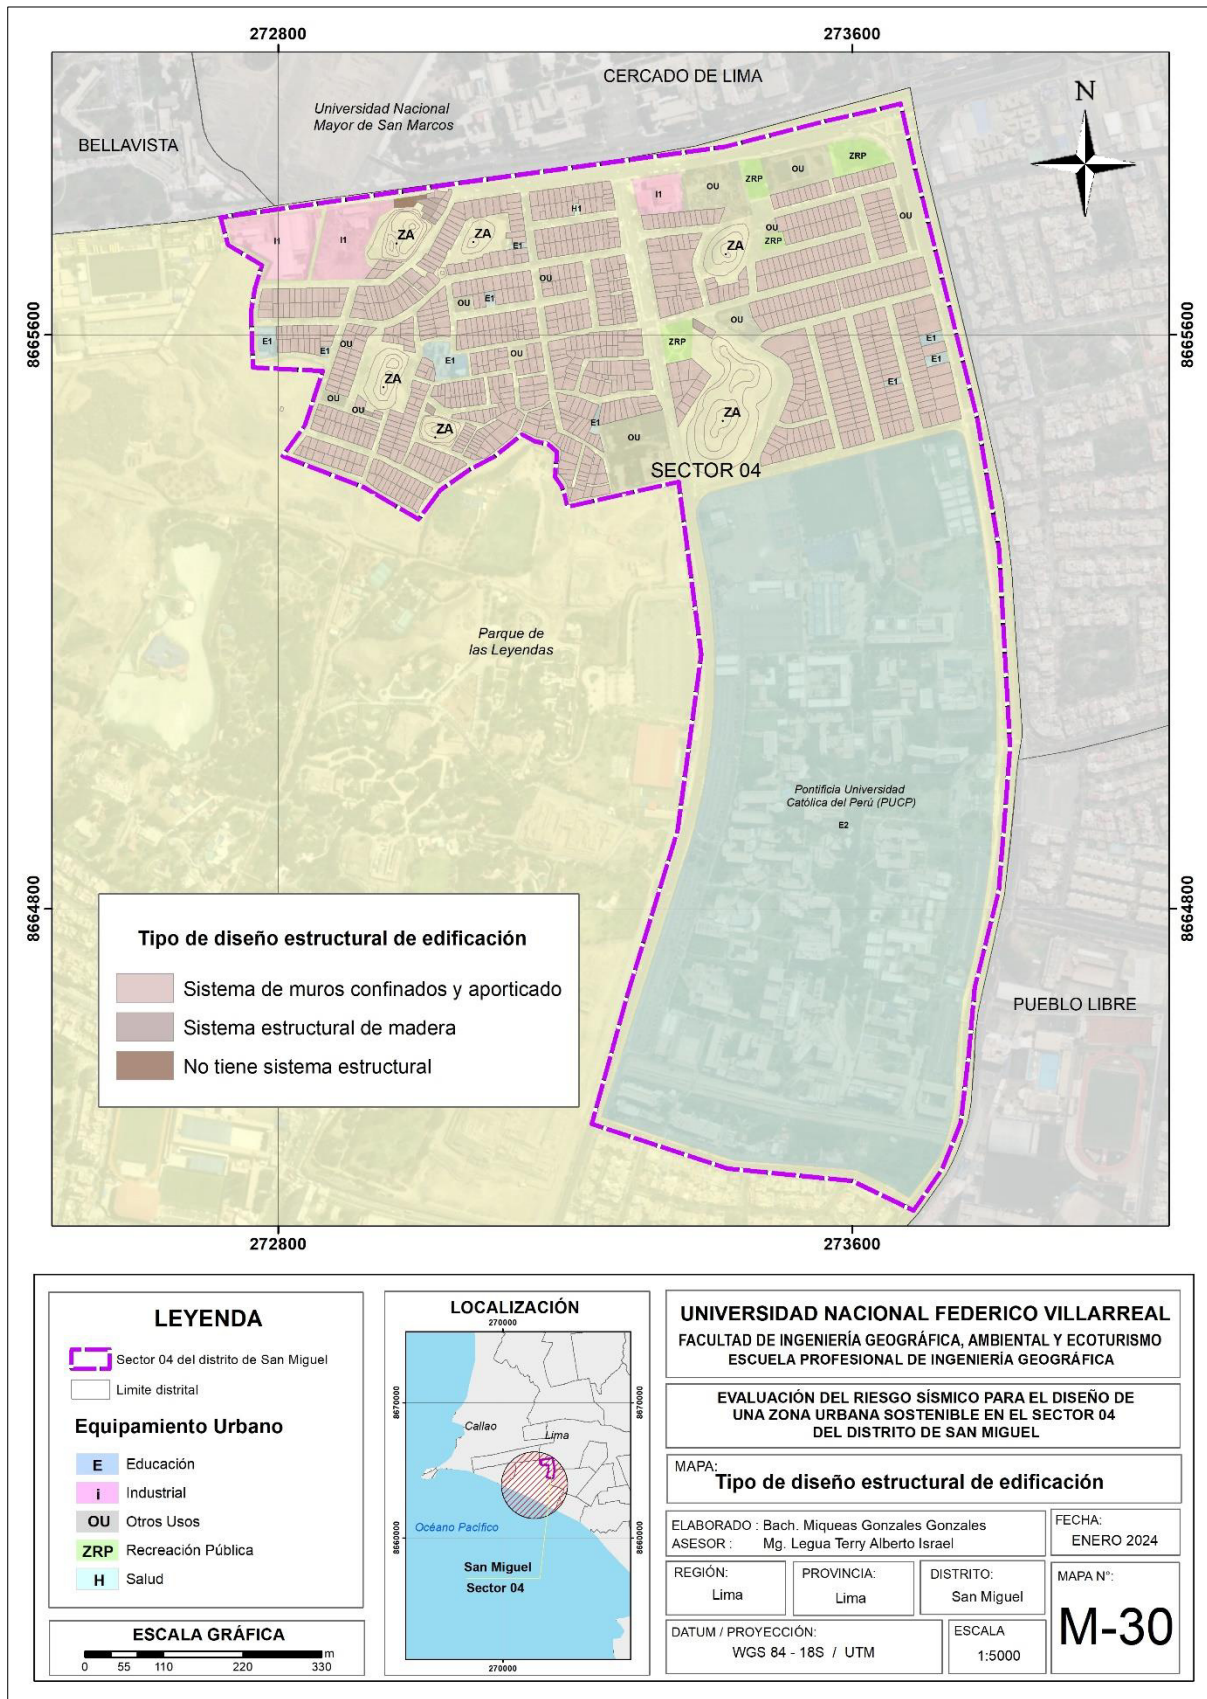 272800
273600
CERCADO DE LIMA
Universidad Nacional
Mayor de San Marcos
BELLAVISTA
N
ZRP
OU
ZRP
OU
I1
H1
OU
OU
ZRP
I1
I1
ZA
ZA
E1
ZA
OU
OU
E1
OU
8665600
8665600
E1
E1
OU
ZRP
E1
E1
OU
E1
E1
ZA
OU
OU
ZA
E1
OU
ZA
SECTOR 04
Parque de
las Leyendas
Pontificia Universidad
Católica del Perú (PUCP)
E2
8664800
8664800
PUEBLO LIBRE
Tipo de diseño estructural de edificación
Sistema de muros confinados y aporticado
Sistema estructural de madera
No tiene sistema estructural
272800
273600
LEYENDA
Sector 04 del distrito de San Miguel
Limite distrital
Equipamiento Urbano
E Educación
i Industrial
OU Otros Usos
ZRP Recreación Pública
H Salud
ESCALA GRÁFICA
m
0 55 110 220 330
LOCALIZACIÓN
270000
8670000
8670000
Callao
Lima
Océano Pacífico
8660000
8660000
San Miguel
Sector 04
270000
UNIVERSIDAD NACIONAL FEDERICO VILLARREAL
FACULTAD DE INGENIERÍA GEOGRÁFICA, AMBIENTAL Y ECOTURISMO
ESCUELA PROFESIONAL DE INGENIERÍA GEOGRÁFICA
EVALUACIÓN DEL RIESGO SÍSMICO PARA EL DISEÑO DE
UNA ZONA URBANA SOSTENIBLE EN EL SECTOR 04
DEL DISTRITO DE SAN MIGUEL
MAPA:
Tipo de diseño estructural de edificación
ELABORADO : Bach. Miqueas Gonzales Gonzales
ASESOR : Mg. Legua Terry Alberto Israel
FECHA:
ENERO 2024
REGIÓN:
Lima
PROVINCIA:
Lima
DISTRITO:
San Miguel
MAPA N°:
M-30
DATUM / PROYECCIÓN:
WGS 84 - 18S / UTM
ESCALA
1:5000